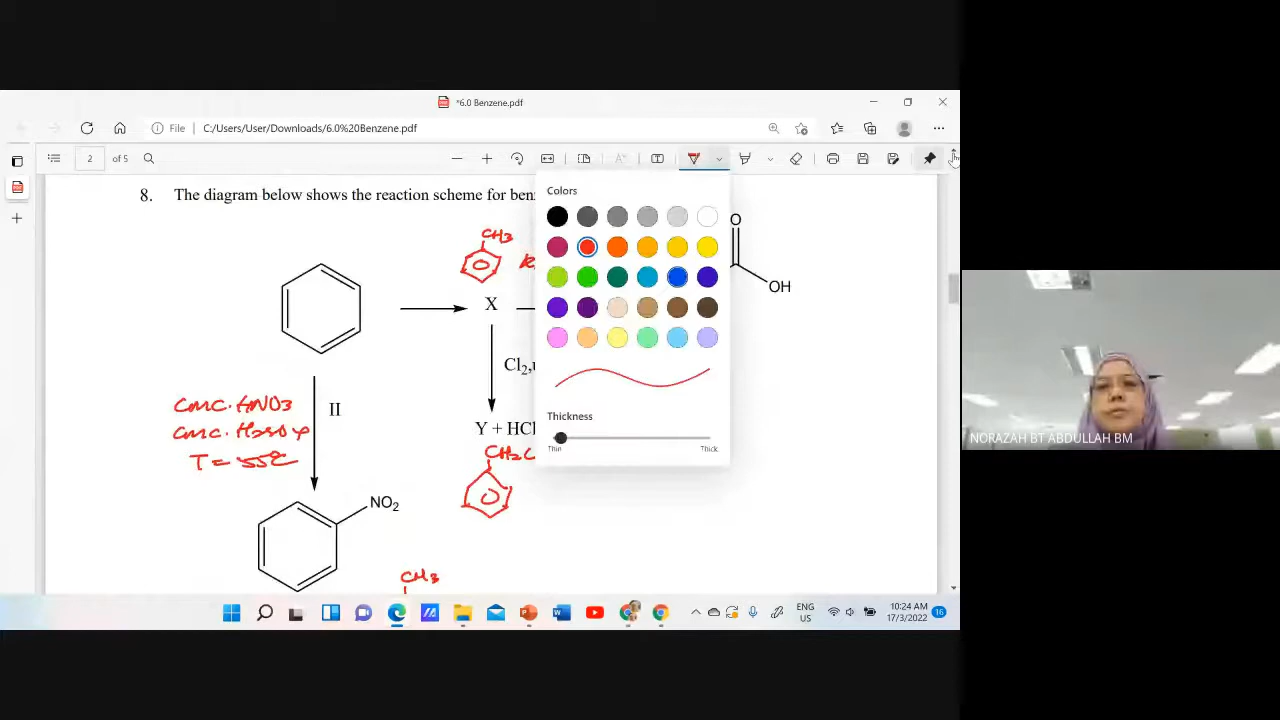 *6.0 Benzene.pdf
File
C:/Users/User/Downloads/6.0%20Benzene.pdf
2 of 5
8. The diagram below shows the reaction scheme for ben
Colors
CH3
O
OH
X
Cl2,
conc. HNO3
II
conc. H2SO4
T = 55°C
Y + HCl
CH2C
Thickness
Thin Thick
NO2
CH3
NORAZAH BT ABDULLAH BM
ENG
US
10:24 AM
17/3/2022
16